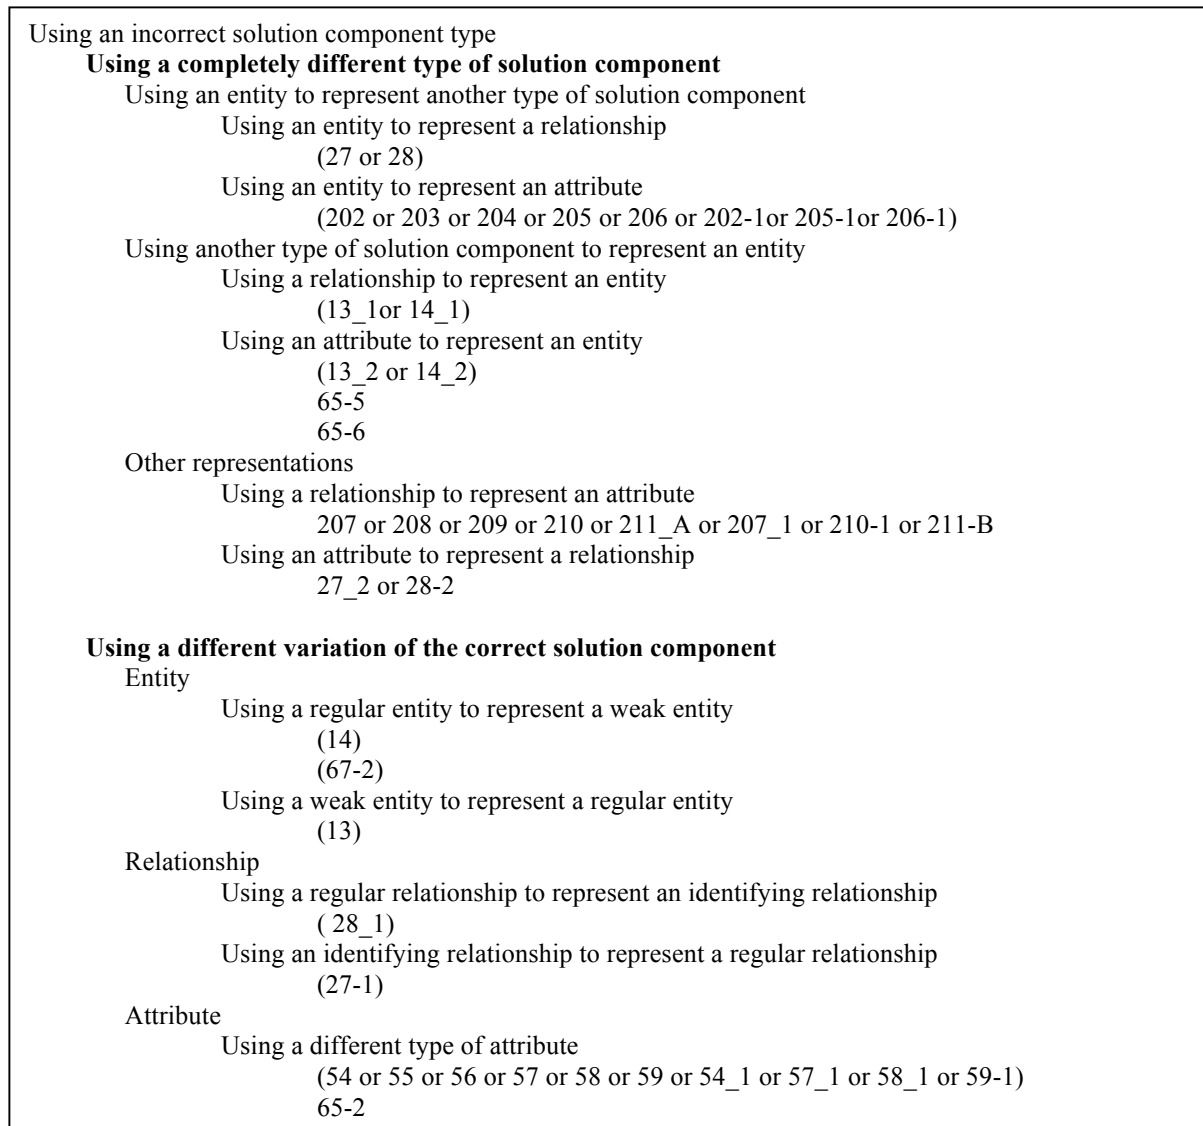 Using an incorrect solution component type
Using a completely different type of solution component
Using an entity to represent another type of solution component
Using an entity to represent a relationship
(27 or 28)
Using an entity to represent an attribute
(202 or 203 or 204 or 205 or 206 or 202-1or 205-1or 206-1)
Using another type of solution component to represent an entity
Using a relationship to represent an entity
(13_1or 14_1)
Using an attribute to represent an entity
(13_2 or 14_2)
65-5
65-6
Other representations
Using a relationship to represent an attribute
207 or 208 or 209 or 210 or 211_A or 207_1 or 210-1 or 211-B
Using an attribute to represent a relationship
27_2 or 28-2
Using a different variation of the correct solution component
Entity
Using a regular entity to represent a weak entity
(14)
(67-2)
Using a weak entity to represent a regular entity
(13)
Relationship
Using a regular relationship to represent an identifying relationship
( 28_1)
Using an identifying relationship to represent a regular relationship
(27-1)
Attribute
Using a different type of attribute
(54 or 55 or 56 or 57 or 58 or 59 or 54_1 or 57_1 or 58_1 or 59-1)
65-2